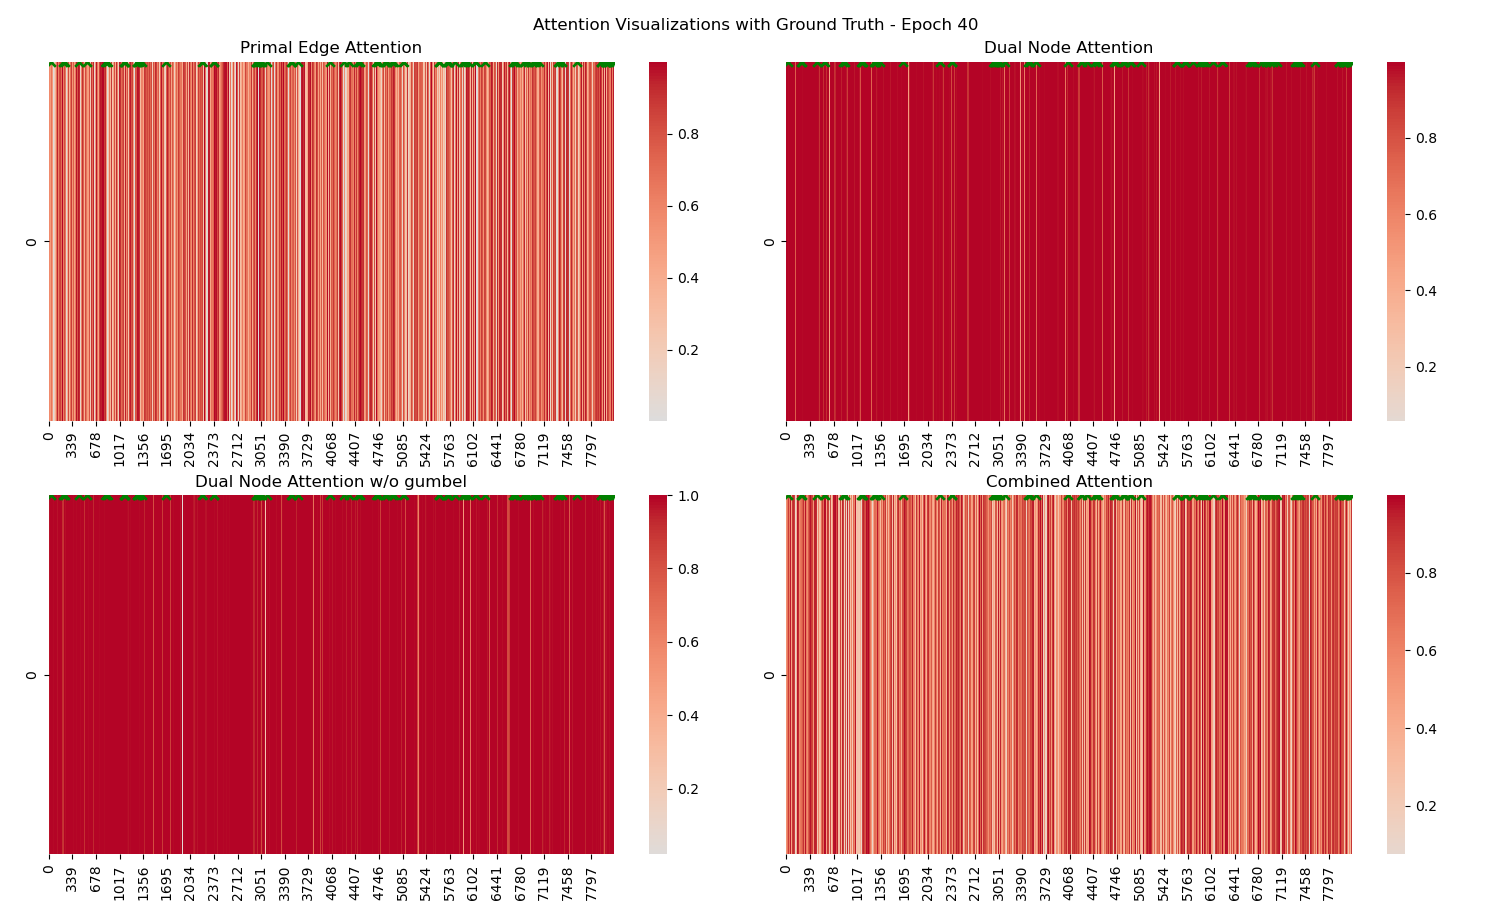 Attention Visualizations with Ground Truth - Epoch 40
Primal Edge Attention
Dual Node Attention
0.8
0.6
0.4
0.2
0
0.8
0.6
0.4
0.2
0
0 339 678 1017 1356 1695 2034 2373 2712 3051 3390 3729 4068 4407 4746 5085 5424 5763 6102 6441 6780 7119 7458 7797
0 339 678 1017 1356 1695 2034 2373 2712 3051 3390 3729 4068 4407 4746 5085 5424 5763 6102 6441 6780 7119 7458 7797
Dual Node Attention w/o gumbel
Combined Attention
1.0
0.8
0.6
0.4
0.2
0
0.8
0.6
0.4
0.2
0
0 339 678 1017 1356 1695 2034 2373 2712 3051 3390 3729 4068 4407 4746 5085 5424 5763 6102 6441 6780 7119 7458 7797
0 339 678 1017 1356 1695 2034 2373 2712 3051 3390 3729 4068 4407 4746 5085 5424 5763 6102 6441 6780 7119 7458 7797